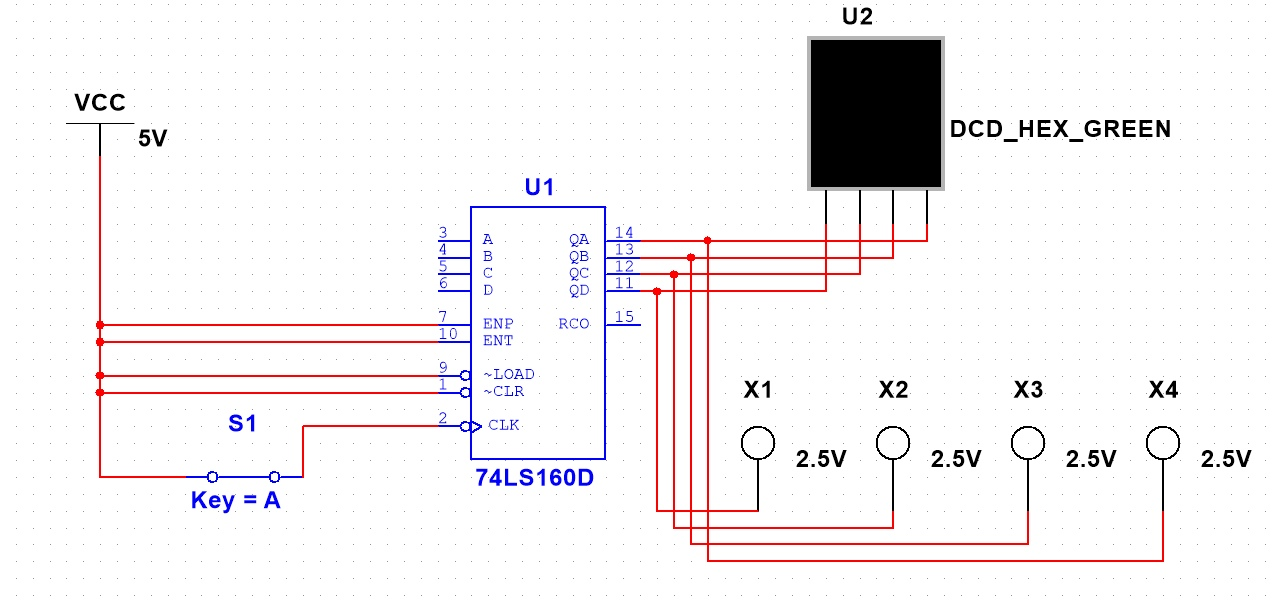 U2
VCC
5V
DCD_HEX_GREEN
U1
3 A QA 14
4 B QB 13
5 C QC 12
6 D QD 11
7 ENP RCO 15
10 ENT
9 ~LOAD
1 ~CLR
2 CLK
S1
Key = A
74LS160D
X1 X2 X3 X4
2.5V 2.5V 2.5V 2.5V